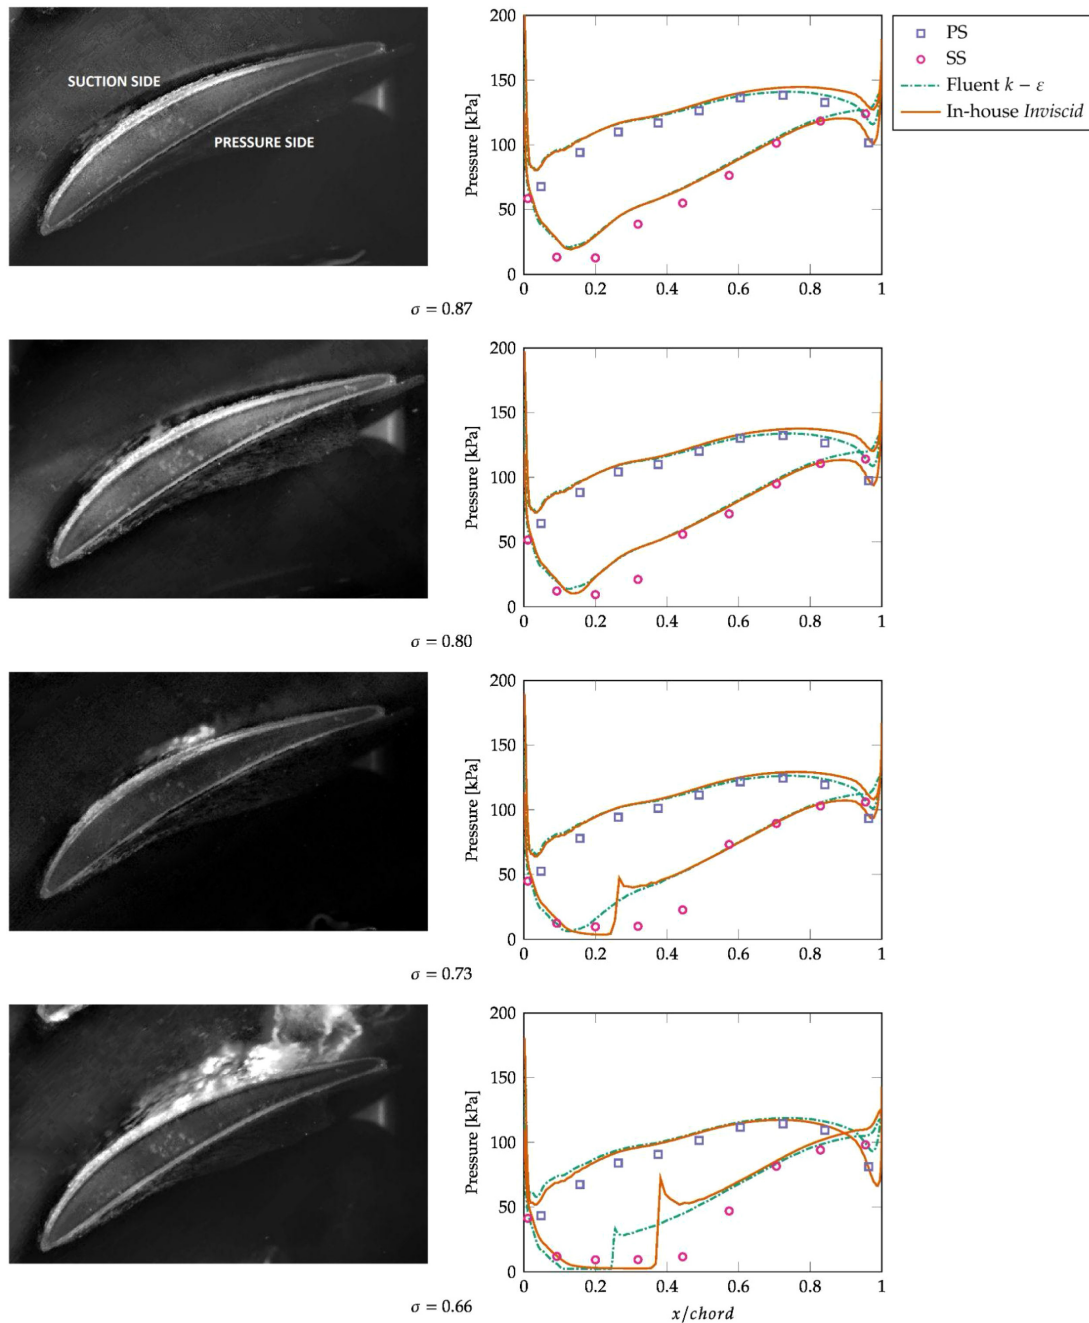 SUCTION SIDE
PRESSURE SIDE
200
150
100
50
0
Pressure [kPa]
0 0.2 0.4 0.6 0.8 1
PS
SS
Fluent k − ε
In-house Inviscid
σ = 0.87
200
150
100
50
0
Pressure [kPa]
0 0.2 0.4 0.6 0.8 1
σ = 0.80
200
150
100
50
0
Pressure [kPa]
0 0.2 0.4 0.6 0.8 1
σ = 0.73
200
150
100
50
0
Pressure [kPa]
0 0.2 0.4 0.6 0.8 1
x/chord
σ = 0.66